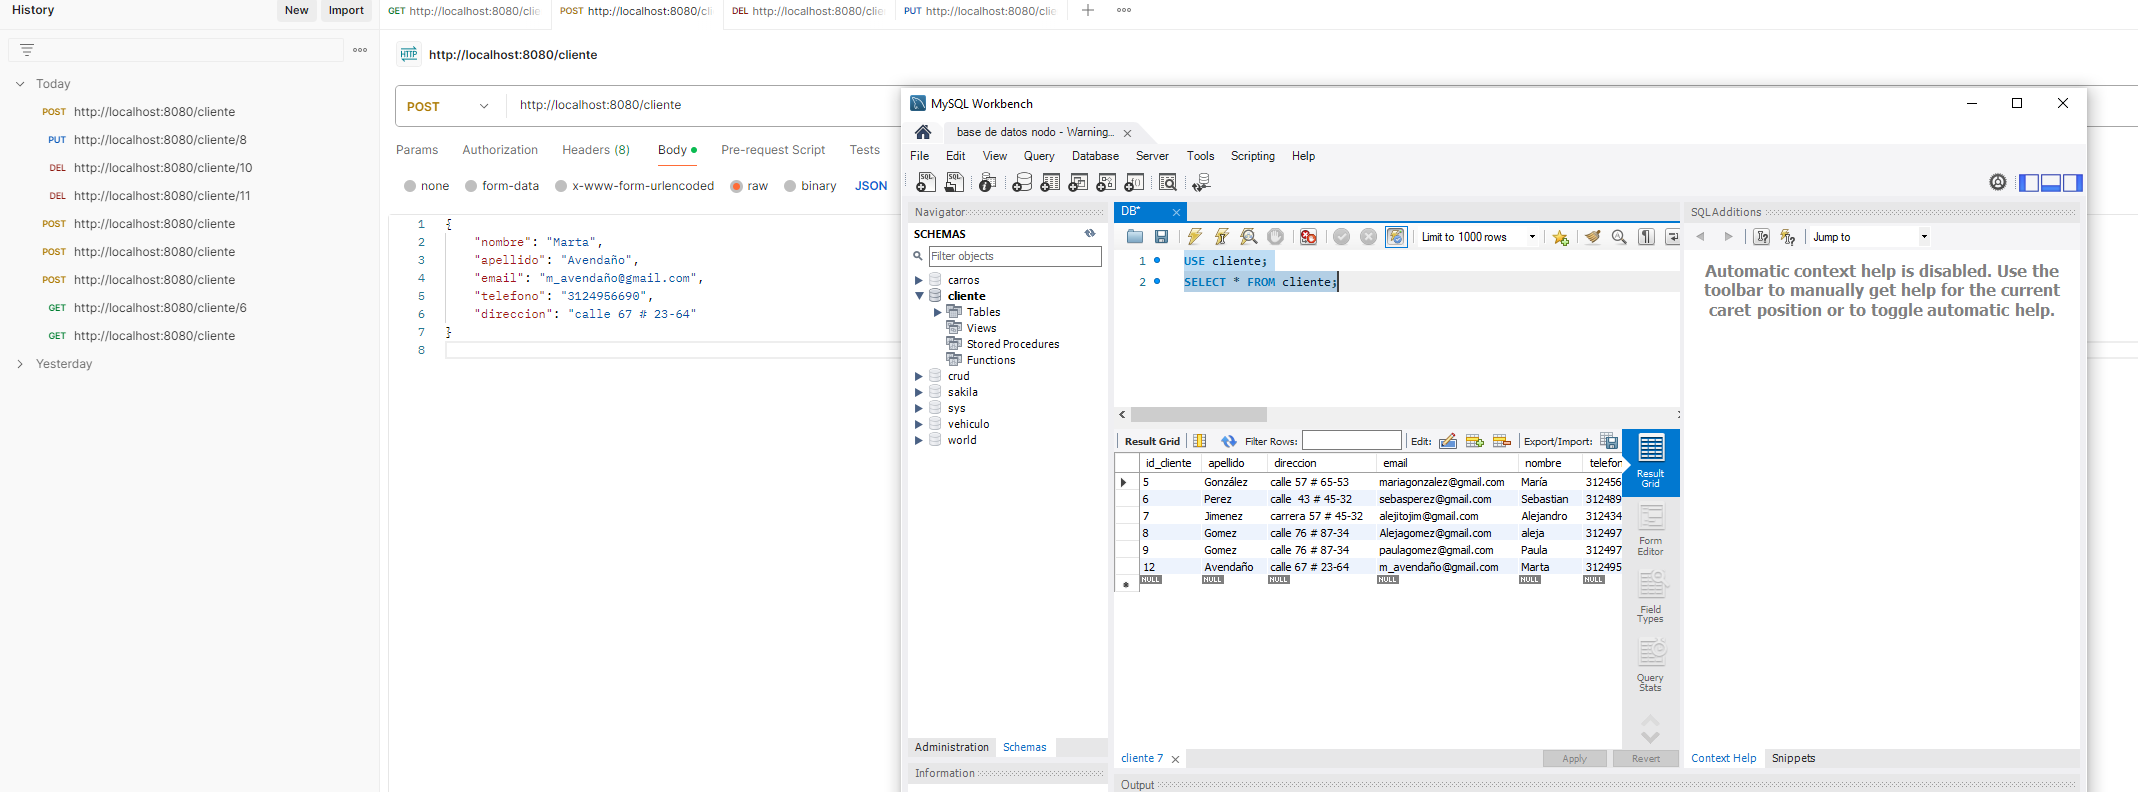 History
New
Import
GET http://localhost:8080/clie
POST http://localhost:8080/cli
DEL http://localhost:8080/clie
PUT http://localhost:8080/clie
Today
POST http://localhost:8080/cliente
PUT http://localhost:8080/cliente/8
DEL http://localhost:8080/cliente/10
DEL http://localhost:8080/cliente/11
POST http://localhost:8080/cliente
POST http://localhost:8080/cliente
POST http://localhost:8080/cliente
GET http://localhost:8080/cliente/6
GET http://localhost:8080/cliente
Yesterday
HTTP http://localhost:8080/cliente
POST http://localhost:8080/cliente
Params Authorization Headers (8) Body Pre-request Script Tests
none form-data x-www-form-urlencoded raw binary JSON
1 {
2 "nombre": "Marta",
3 "apellido": "Avendaño",
4 "email": "m_avendaño@gmail.com",
5 "telefono": "3124956690",
6 "direccion": "calle 67 # 23-64"
7 }
8
MySQL Workbench
base de datos nodo - Warning...
File Edit View Query Database Server Tools Scripting Help
Navigator
SCHEMAS
Filter objects
carros
cliente
Tables
Views
Stored Procedures
Functions
crud
sakila
sys
vehiculo
world
Administration Schemas
Information
DB*
Limit to 1000 rows
1 USE cliente;
2 SELECT * FROM cliente;
Result Grid Filter Rows: Edit: Export/Import:
id_cliente apellido direccion email nombre telefon
5 González calle 57 # 65-53 mariagonzalez@gmail.com María 312456
6 Perez calle 43 # 45-32 sebasperez@gmail.com Sebastian 312489
7 Jimenez carrera 57 # 45-32 alejitojim@gmail.com Alejandro 312434
8 Gomez calle 76 # 87-34 Alejagomez@gmail.com aleja 312497
9 Gomez calle 76 # 87-34 paulagomez@gmail.com Paula 312497
12 Avendaño calle 67 # 23-64 m_avendaño@gmail.com Marta 312495
NULL NULL NULL NULL NULL NULL
Result
Grid
Form
Editor
Field
Types
Query
Stats
cliente 7
Apply
Revert
Output
SQLAdditions
Jump to
Automatic context help is disabled. Use the
toolbar to manually get help for the current
caret position or to toggle automatic help.
Context Help Snippets